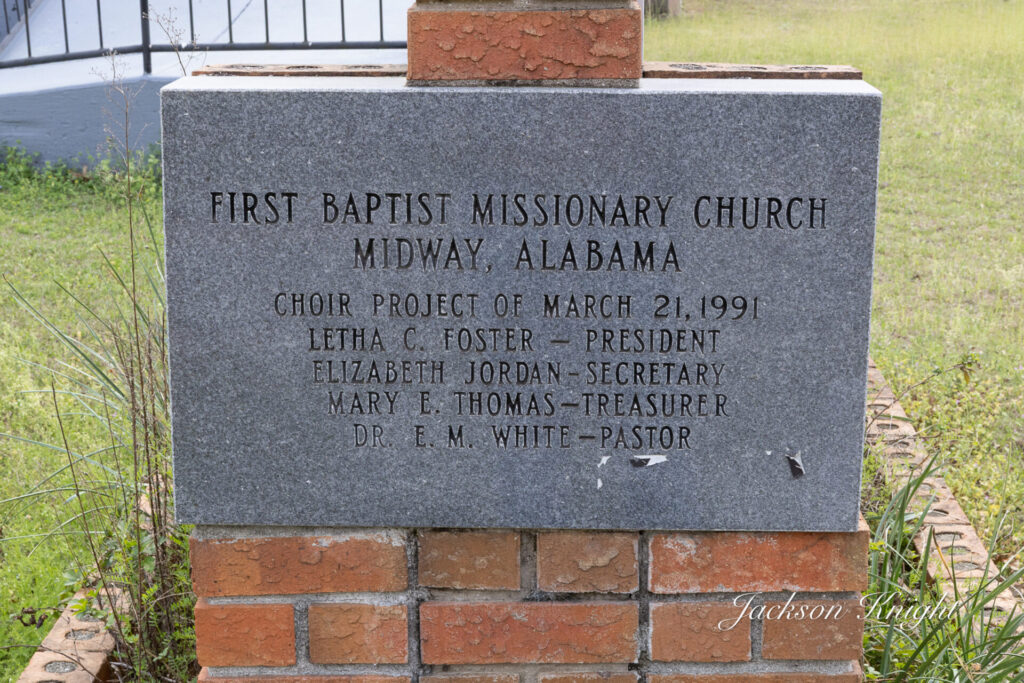 FIRST BAPTIST MISSIONARY CHURCH
MIDWAY, ALABAMA
CHOIR PROJECT OF MARCH 21, 1991
LETHA C. FOSTER – PRESIDENT
ELIZABETH JORDAN–SECRETARY
MARY E. THOMAS–TREASURER
DR. E. M. WHITE–PASTOR
Jackson Knight